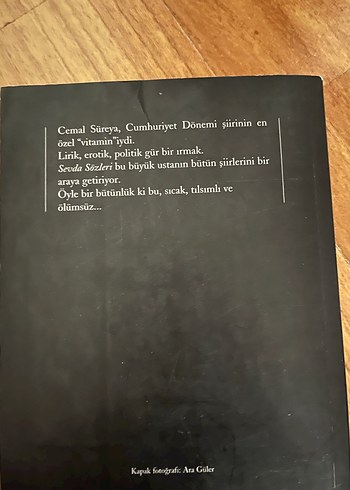 Cemal Süreya, Cumhuriyet Dönemi şiirinin en
özel "vitamin"iydi.
Lirik, erotik, politik gür bir ırmak.
Sevda Sözleri bu büyük ustanın bütün şiirlerini bir
araya getiriyor.
Öyle bir bütünlük ki bu, sıcak, tılsımlı ve
ölümsüz...
Kapak fotoğrafı: Ara Güler